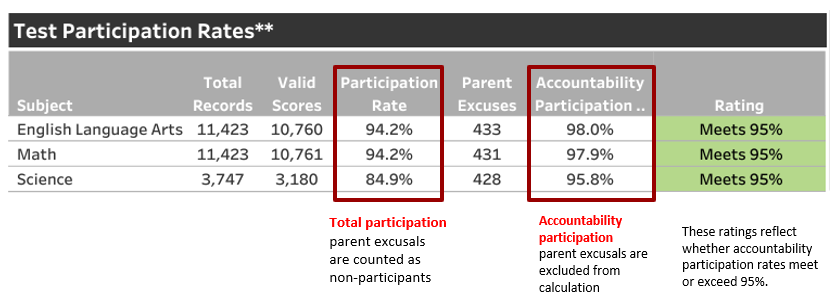 Test Participation Rates**
Total Valid Participation Parent Accountability
Subject Records Scores Rate Excuses Participation .. Rating
English Language Arts 11,423 10,760 94.2% 433 98.0% Meets 95%
Math 11,423 10,761 94.2% 431 97.9% Meets 95%
Science 3,747 3,180 84.9% 428 95.8% Meets 95%
Total participation
parent excusals
are counted as
non-participants
Accountability
participation
parent excusals are
excluded from
calculation
These ratings reflect
whether accountability
participation rates meet
or exceed 95%.